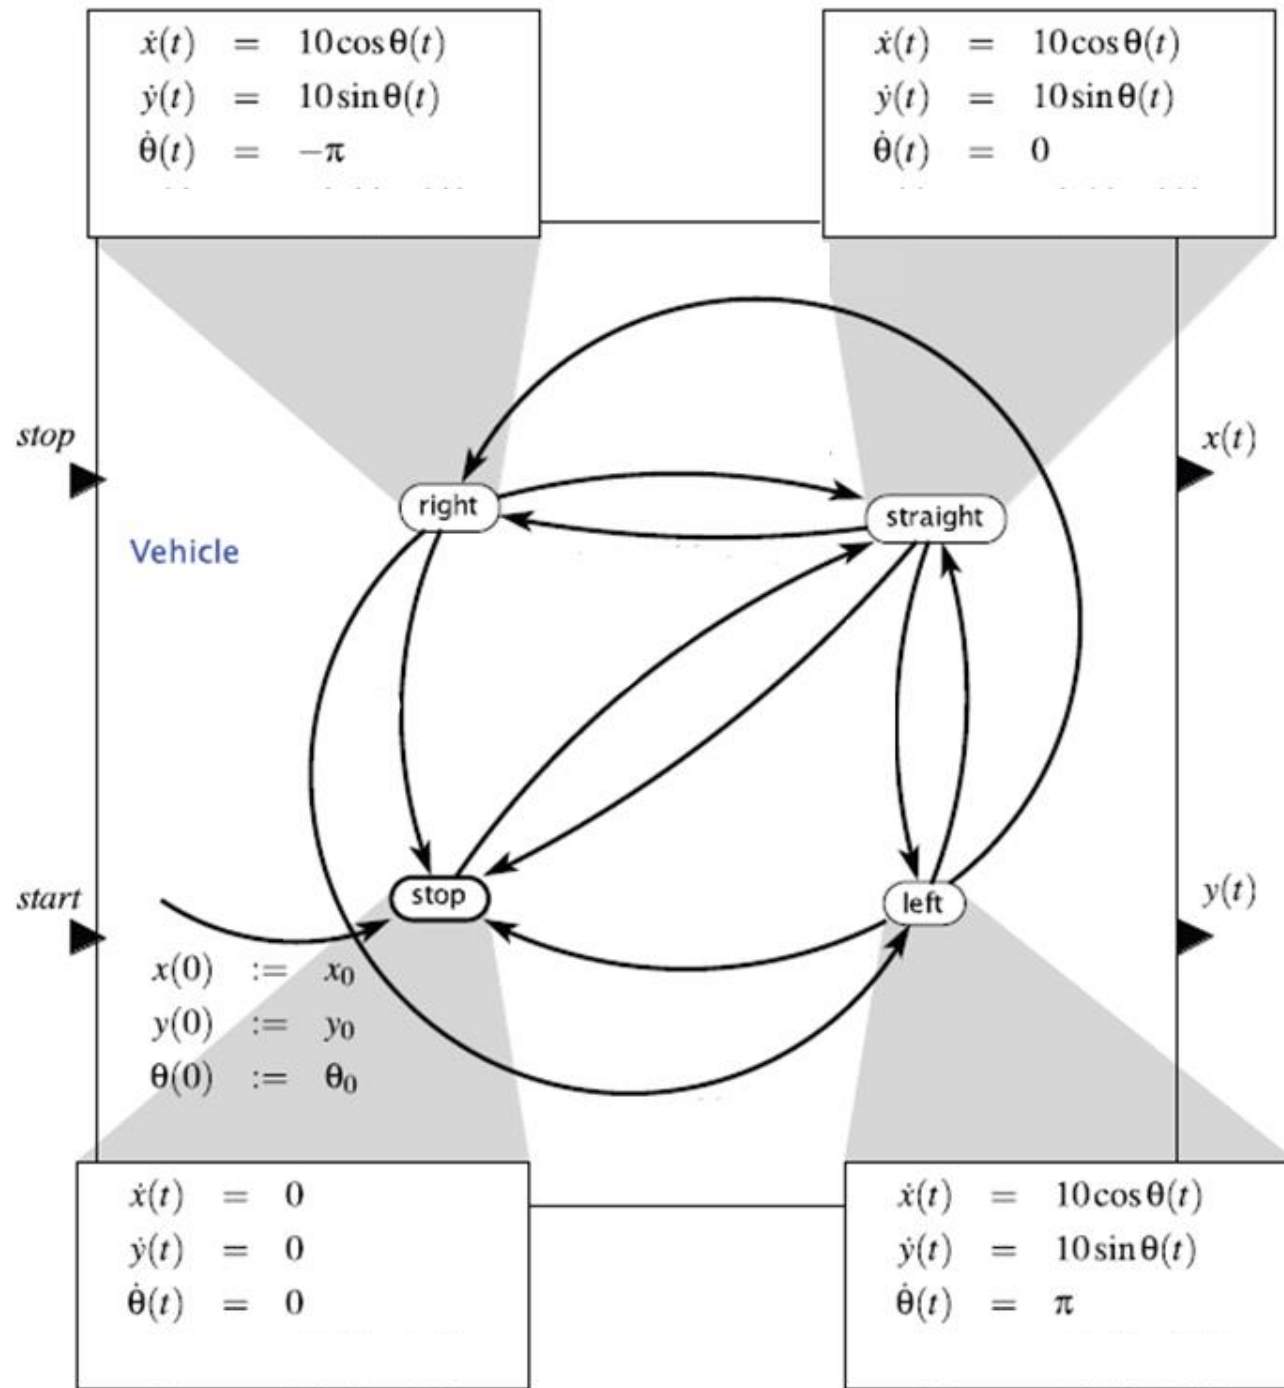 ẋ(t) = 10cosθ(t)
ẏ(t) = 10sinθ(t)
θ̇(t) = −π
ẋ(t) = 10cosθ(t)
ẏ(t) = 10sinθ(t)
θ̇(t) = 0
stop
x(t)
right
straight
Vehicle
stop
left
start
y(t)
x(0) := x₀
y(0) := y₀
θ(0) := θ₀
ẋ(t) = 0
ẏ(t) = 0
θ̇(t) = 0
ẋ(t) = 10cosθ(t)
ẏ(t) = 10sinθ(t)
θ̇(t) = π